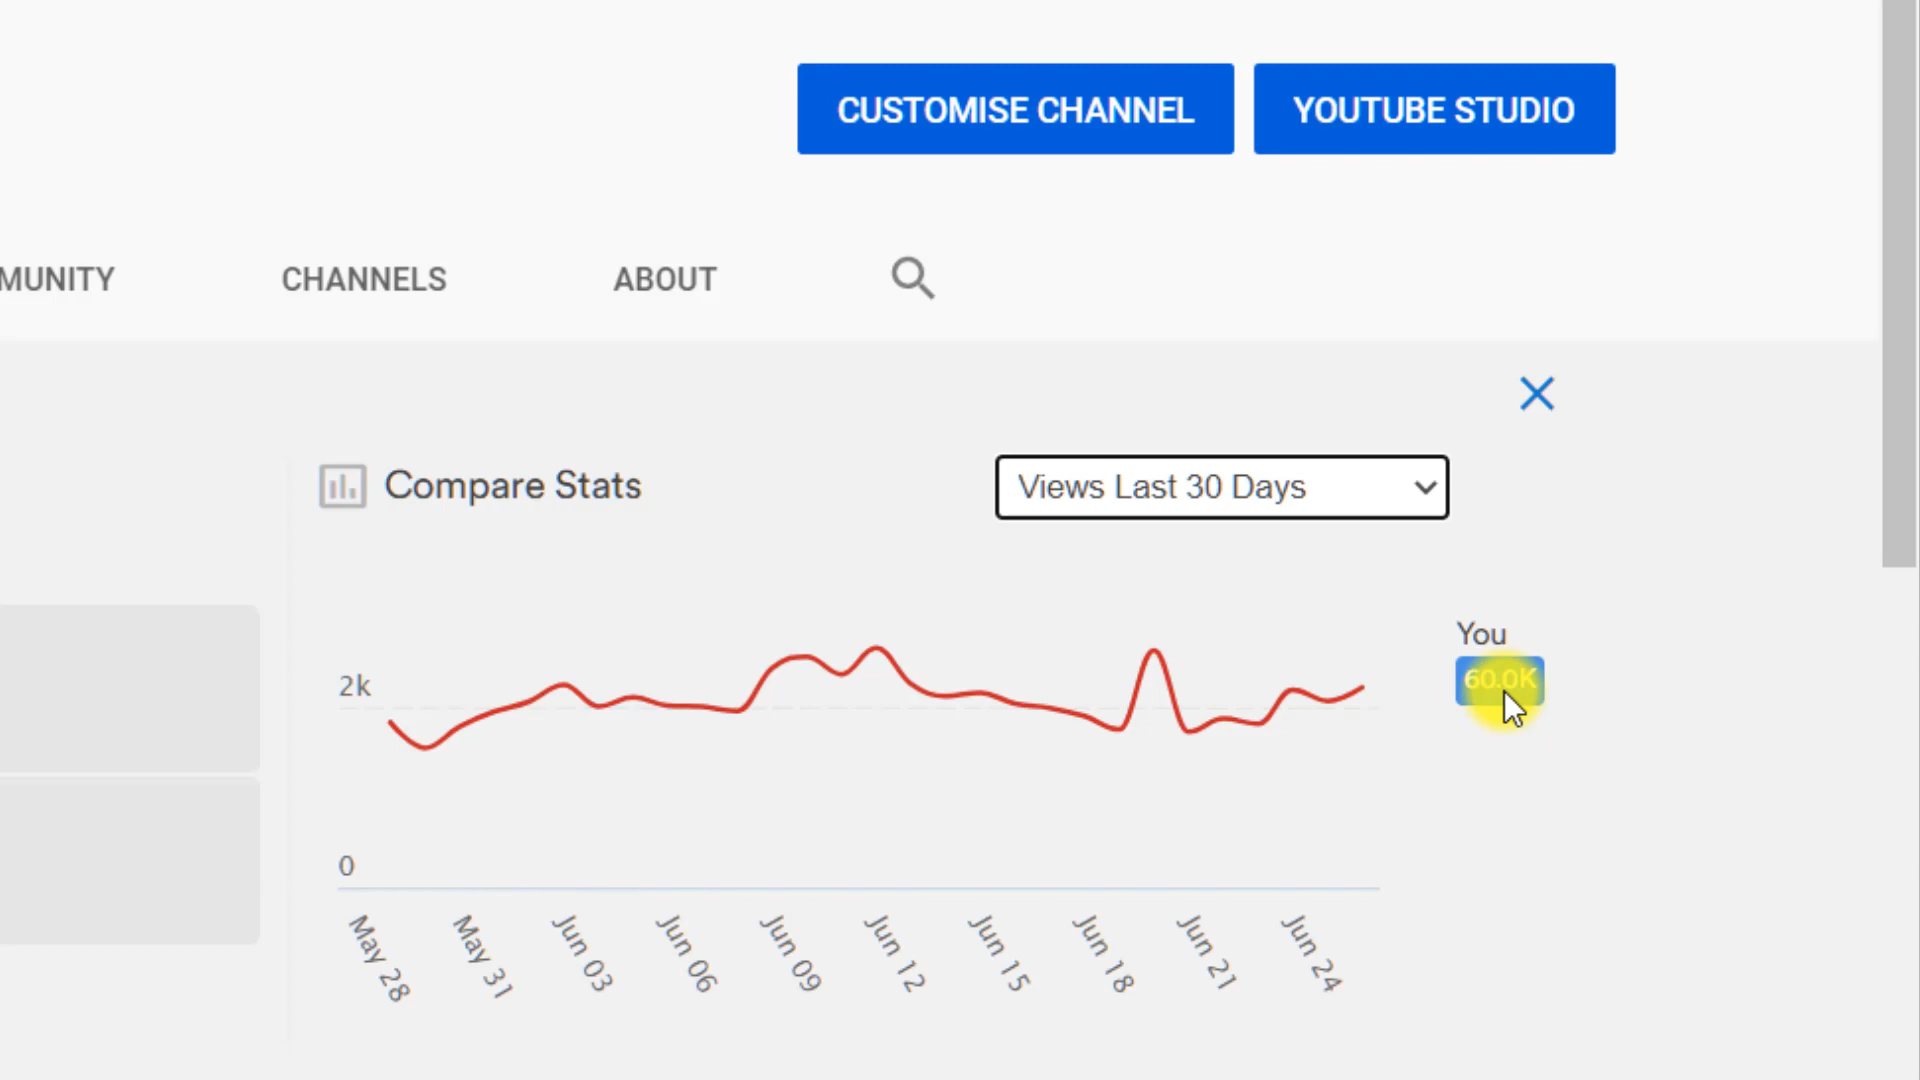 CUSTOMISE CHANNEL
YOUTUBE STUDIO
MUNITY
CHANNELS
ABOUT
Compare Stats
Views Last 30 Days
You
60.0K
2k
0
May 28
May 31
Jun 03
Jun 06
Jun 09
Jun 12
Jun 15
Jun 18
Jun 21
Jun 24